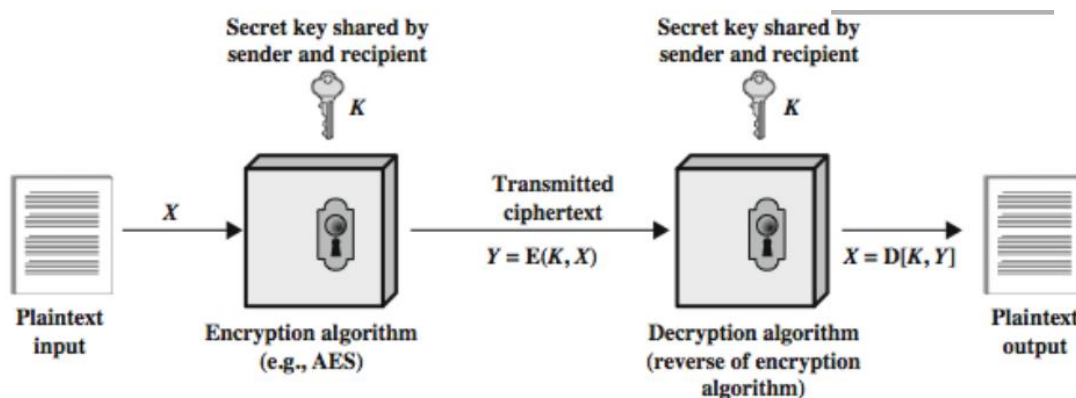 Secret key shared by
sender and recipient
K
Secret key shared by
sender and recipient
K
X
Transmitted
ciphertext
Y = E(K, X)
X = D[K, Y]
Plaintext
input
Encryption algorithm
(e.g., AES)
Decryption algorithm
(reverse of encryption
algorithm)
Plaintext
output